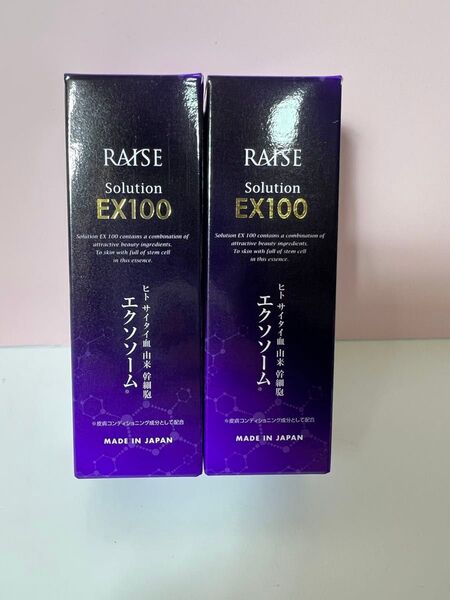 RAISE
Solution
EX100
Solution EX 100 contains a combination of
attractive beauty ingredients.
To skin with full of stem cell
in this essence.
ヒト サイタイ血 由来 幹細胞
エクソソーム※
※皮膚コンディショニング成分として配合
MADE IN JAPAN
RAISE
Solution
EX100
Solution EX 100 contains a combination of
attractive beauty ingredients.
To skin with full of stem cell
in this essence.
ヒト サイタイ血 由来 幹細胞
エクソソーム※
※皮膚コンディショニング成分として配合
MADE IN JAPAN